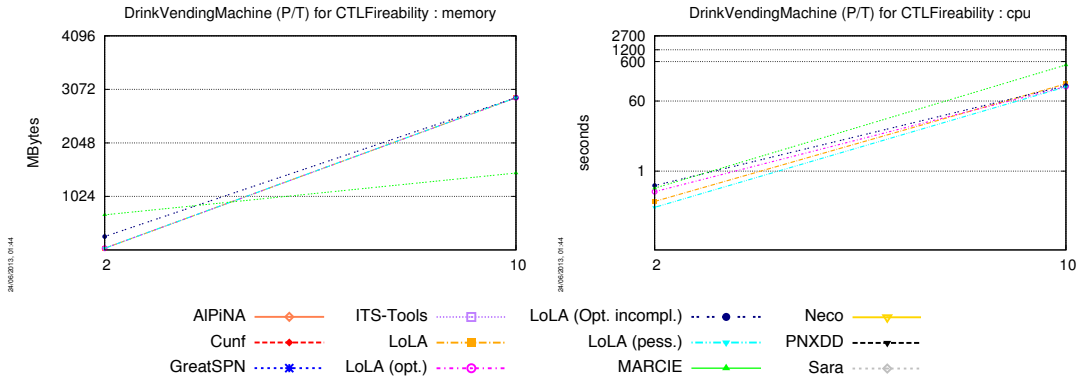 DrinkVendingMachine (P/T) for CTLFireability : memory
4096
3072
2048
1024
MBytes
2
10
24/06/2013, 01:44
DrinkVendingMachine (P/T) for CTLFireability : cpu
2700
1200
600
60
1
seconds
2
10
24/06/2013, 01:44
AlPiNA
Cunf
GreatSPN
ITS-Tools
LoLA
LoLA (opt.)
LoLA (Opt. incompl.)
LoLA (pess.)
MARCIE
Neco
PNXDD
Sara